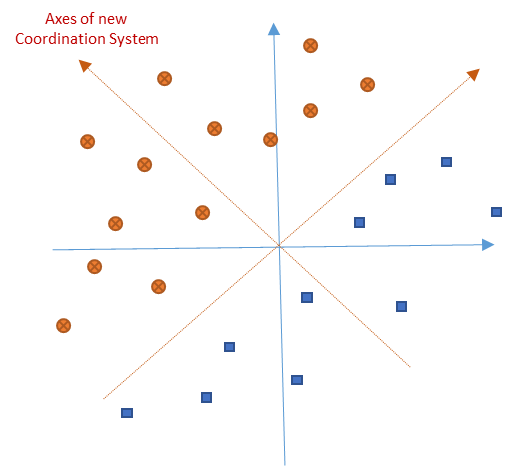 Axes of new
Coordination System